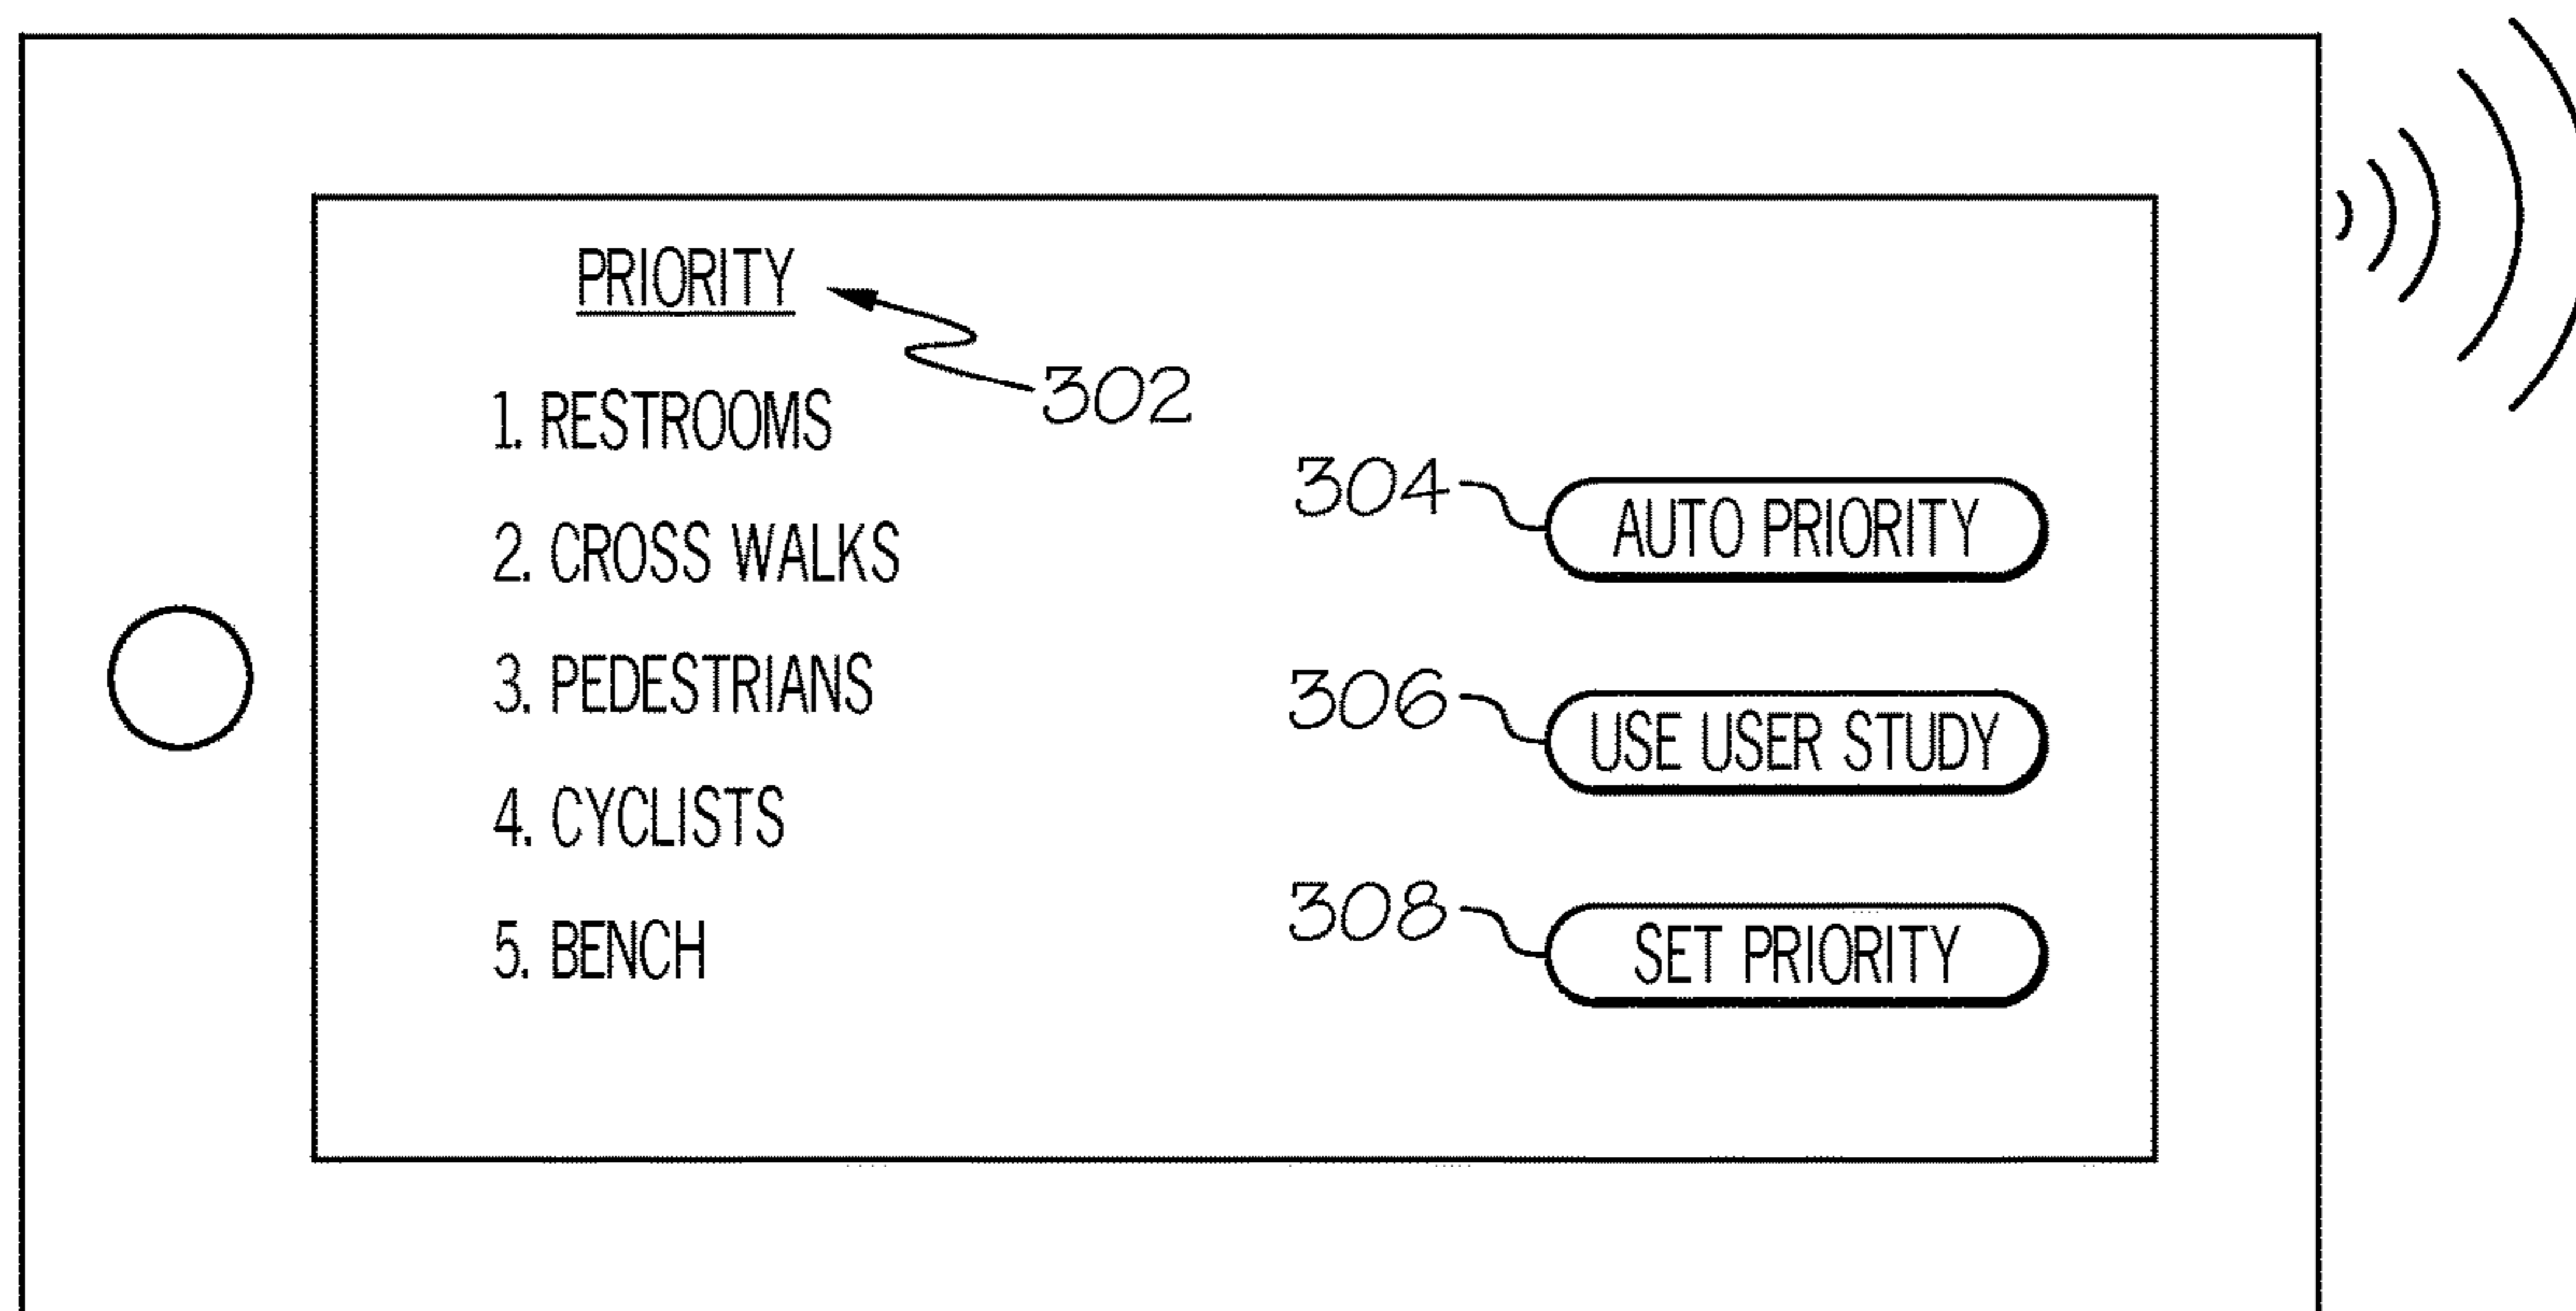 PRIORITY
302
1. RESTROOMS
2. CROSS WALKS
3. PEDESTRIANS
4. CYCLISTS
5. BENCH
304
AUTO PRIORITY
306
USE USER STUDY
308
SET PRIORITY